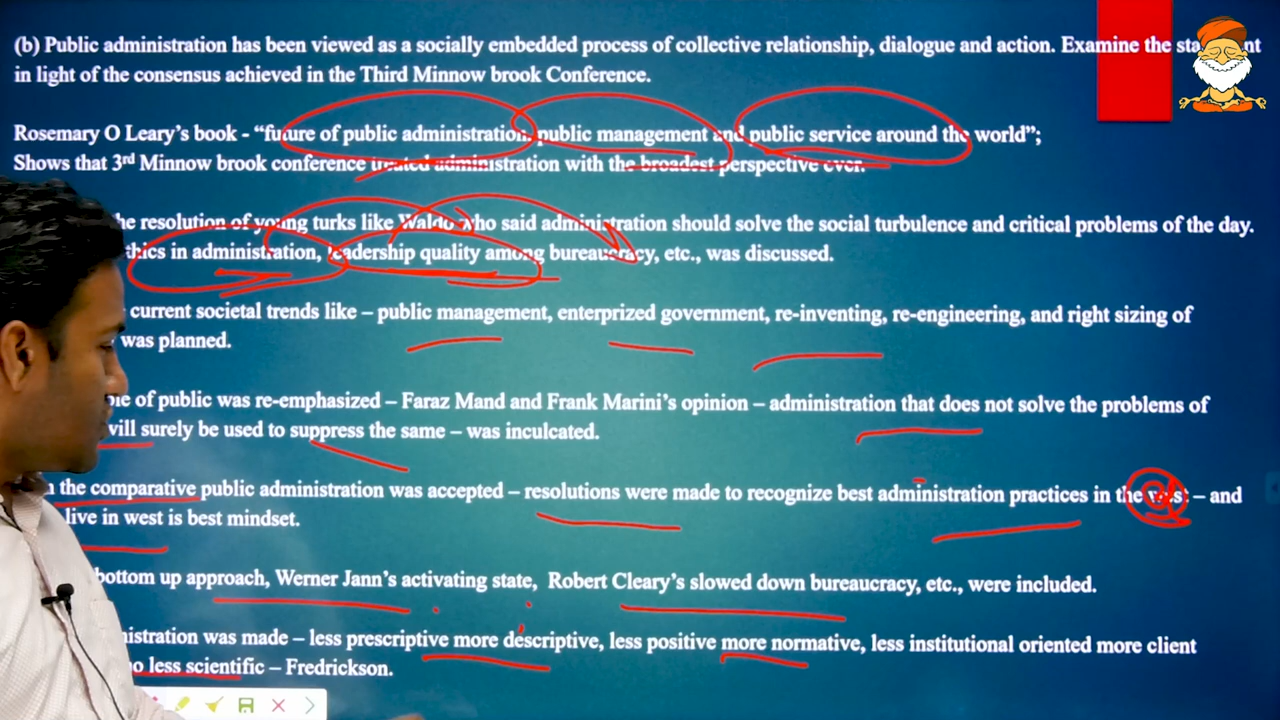 (b) Public administration has been viewed as a socially embedded process of collective relationship, dialogue and action. Examine the
in light of the consensus achieved in the Third Minnow brook Conference.
Rosemary O Leary's book - “future of public administration, public management and public service around the world”;
Shows that 3rd Minnow brook conference treated administration with the broadest perspective ever.
resolution of young turks like Waldo who said administration should solve the social turbulence and critical problems of the day.
in administration, leadership quality among bureaucracy, etc., was discussed.
current societal trends like – public management, enterprized government, re-inventing, re-engineering, and right sizing of
was planned.
of public was re-emphasized – Faraz Mand and Frank Marini's opinion – administration that does not solve the problems of
will surely be used to suppress the same – was inculcated.
the comparative public administration was accepted – resolutions were made to recognize best administration practices in the – and
live in west is best mindset.
bottom up approach, Werner Jann's activating state, Robert Cleary's slowed down bureaucracy, etc., were included.
was made – less prescriptive more descriptive, less positive more normative, less institutional oriented more client
no less scientific – Fredrickson.